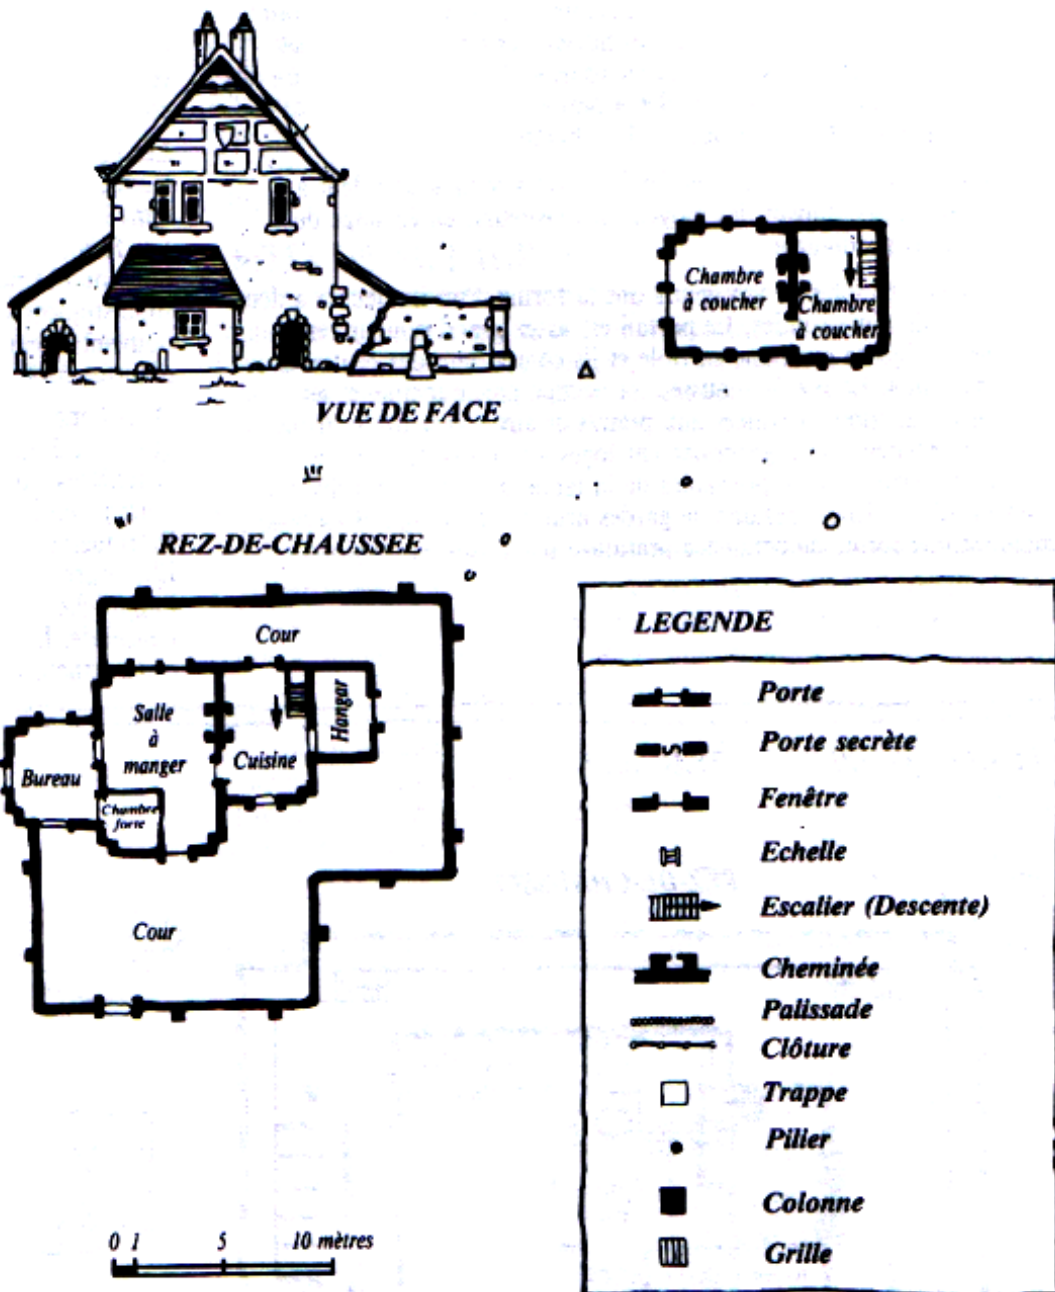 Chambre
à coucher
Chambre
à coucher
VUE DE FACE
REZ-DE-CHAUSSEE
Cour
Salle
à
manger
Hangar
Cuisine
Bureau
Chambre
forte
Cour
0 1 5 10 mètres
LEGENDE
Porte
Porte secrète
Fenêtre
Echelle
Escalier (Descente)
Cheminée
Palissade
Clôture
Trappe
Pilier
Colonne
Grille